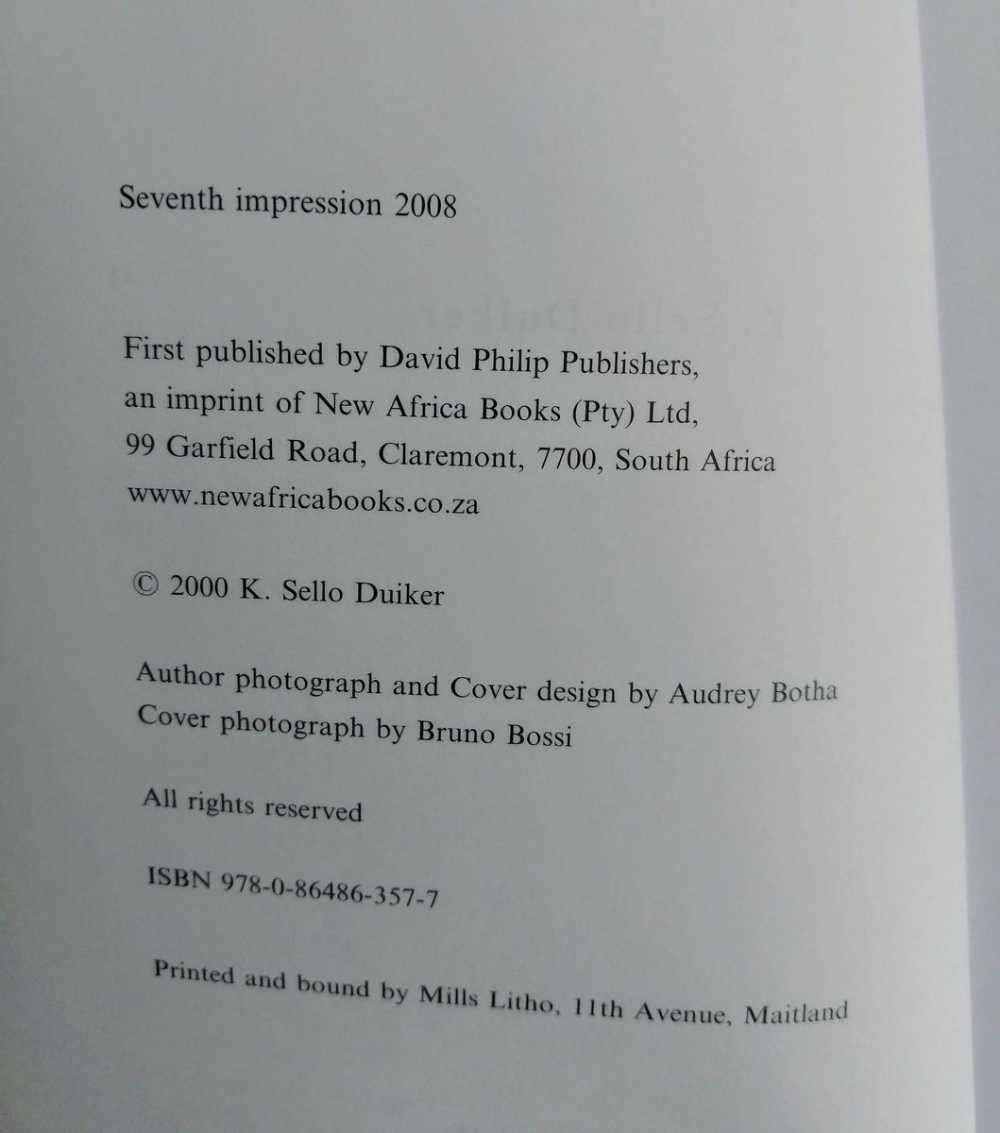 Seventh impression 2008
First published by David Philip Publishers,
an imprint of New Africa Books (Pty) Ltd,
99 Garfield Road, Claremont, 7700, South Africa
www.newafricabooks.co.za
© 2000 K. Sello Duiker
Author photograph and Cover design by Audrey Botha
Cover photograph by Bruno Bossi
All rights reserved
ISBN 978-0-86486-357-7
Printed and bound by Mills Litho, 11th Avenue, Maitland